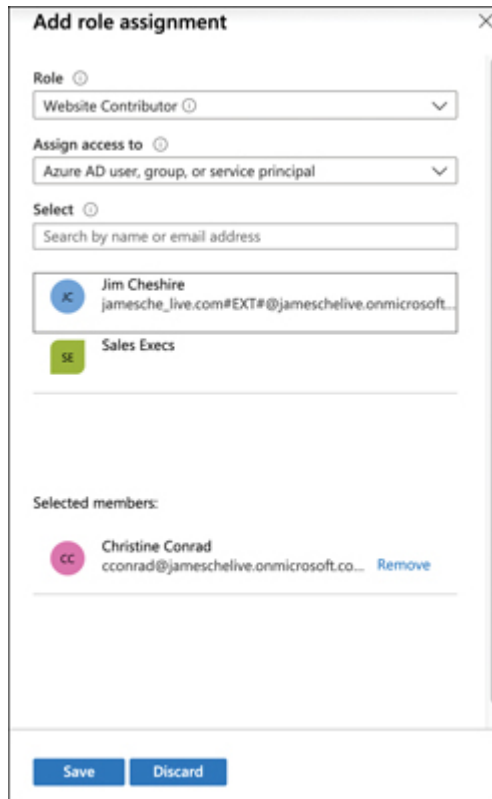 Add role assignment
Role
Website Contributor
Assign access to
Azure AD user, group, or service principal
Select
Search by name or email address
JC
Jim Cheshire
jamesche_live.com#EXT#@jameschelive.onmicrosoft...
SE
Sales Execs
Selected members:
CC
Christine Conrad
cconrad@jameschelive.onmicrosoft.co...
Remove
Save
Discard